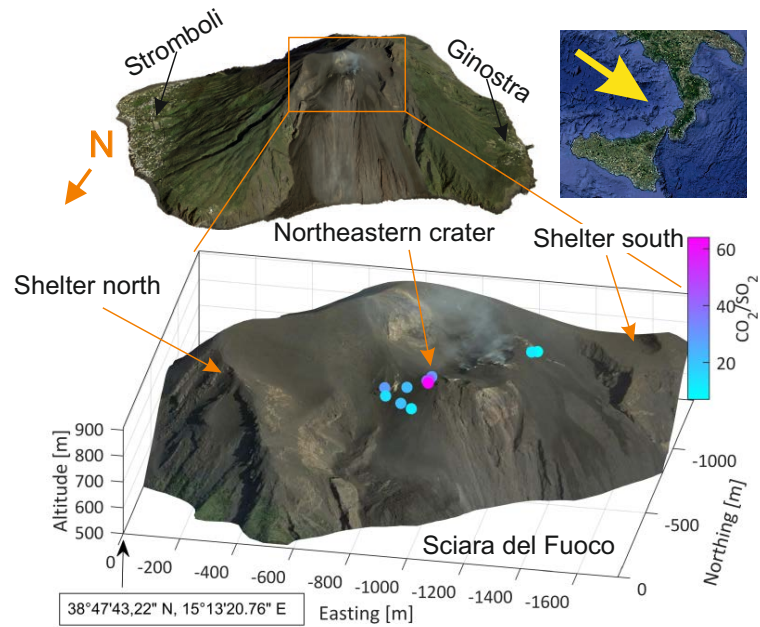 Stromboli
Ginostra
N
Northeastern crater
Shelter south
Shelter north
60
40
20
CO2/SO2
900
800
700
600
500
Altitude [m]
0
-200
-400
-600
-800
-1000
-1200
-1400
-1600
Easting [m]
0
-500
-1000
Northing [m]
Sciara del Fuoco
38°47'43,22" N, 15°13'20.76" E